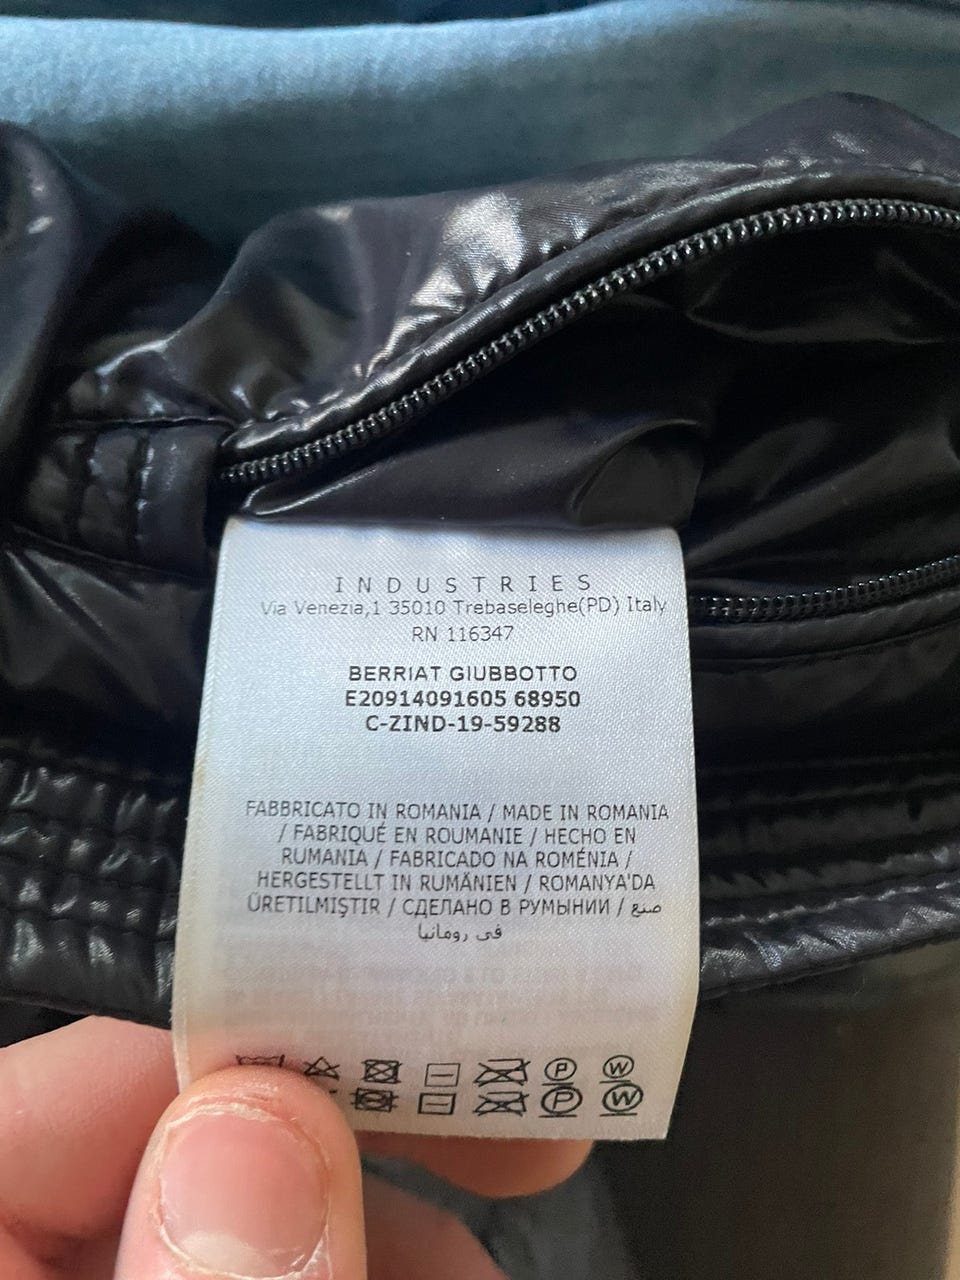 INDUSTRIES
Via Venezia,1 35010 Trebaseleghe(PD) Italy
RN 116347
BERRIAT GIUBBOTTO
E20914091605 68950
C-ZIND-19-59288
FABBRICATO IN ROMANIA / MADE IN ROMANIA
/ FABRIQUÉ EN ROUMANIE / HECHO EN
RUMANIA / FABRICADO NA ROMÉNIA /
HERGESTELLT IN RUMÄNIEN / ROMANYA'DA
ÜRETILMIŞTIR / СДЕЛАНО В РУМЫНИИ / صنع
في رومانيا
P W
P W